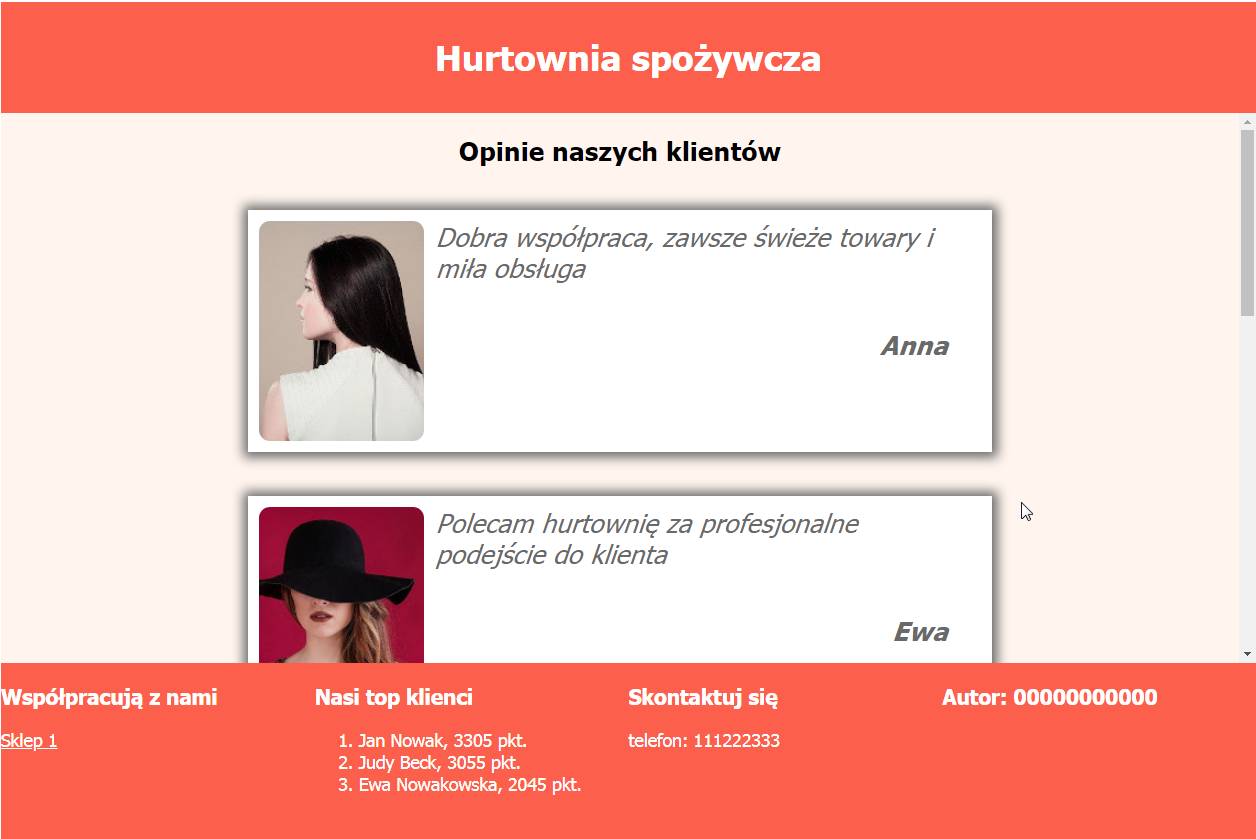 Hurtownia spożywcza
Opinie naszych klientów
Dobra współpraca, zawsze świeże towary i
miła obsługa
Anna
Polecam hurtownię za profesjonalne
podejście do klienta
Ewa
Współpracują z nami
Sklep 1
Nasi top klienci
1. Jan Nowak, 3305 pkt.
2. Judy Beck, 3055 pkt.
3. Ewa Nowakowska, 2045 pkt.
Skontaktuj się
telefon: 111222333
Autor: 00000000000